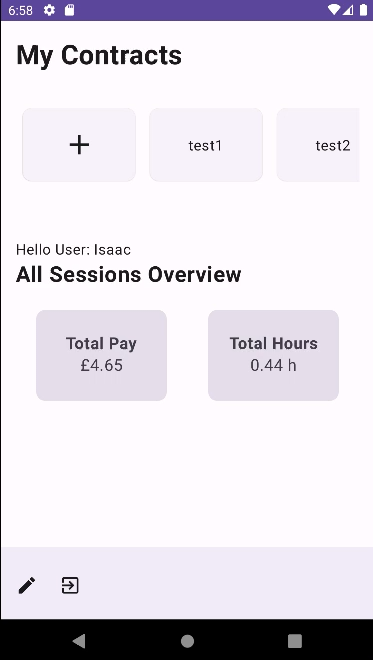 6:58
My Contracts
+
test1
test2
Hello User: Isaac
All Sessions Overview
Total Pay
£4.65
Total Hours
0.44 h